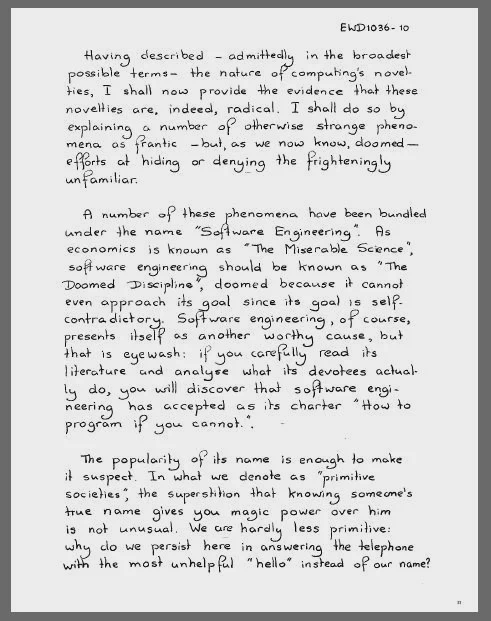 EWD1036-10
Having described – admittedly in the broadest
possible terms – the nature of computing's novel-
ties, I shall now provide the evidence that these
novelties are, indeed, radical. I shall do so by
explaining a number of otherwise strange pheno-
mena as frantic – but, as we now know, doomed –
efforts at hiding or denying the frighteningly
unfamiliar.
A number of these phenomena have been bundled
under the name "Software Engineering". As
economics is known as "The Miserable Science",
software engineering should be known as "The
Doomed Discipline", doomed because it cannot
even approach its goal since its goal is self-
contradictory. Software engineering, of course,
presents itself as another worthy cause, but
that is eyewash: if you carefully read its
literature and analyse what its devotees actual-
ly do, you will discover that software engi-
neering has accepted as its charter "How to
program if you cannot.".
The popularity of its name is enough to make
it suspect. In what we denote as "primitive
societies", the superstition that knowing someone's
true name gives you magic power over him
is not unusual. We are hardly less primitive:
why do we persist here in answering the telephone
with the most unhelpful "hello" instead of our name?